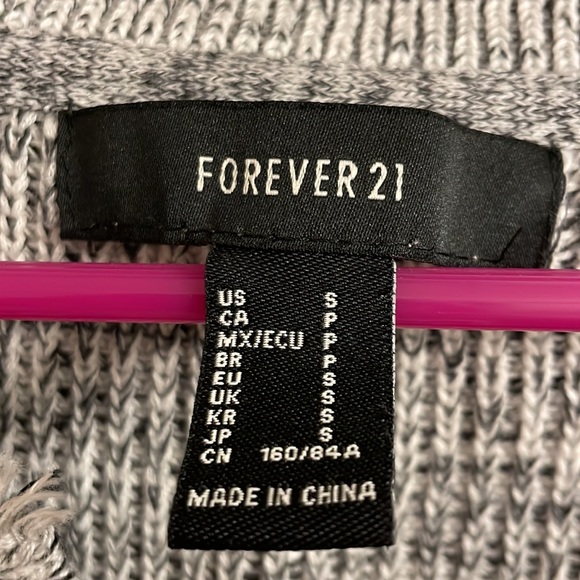 FOREVER 21
US S
CA P
MX/ECU P
BR P
EU S
UK S
KR S
JP S
CN 160/84A
MADE IN CHINA